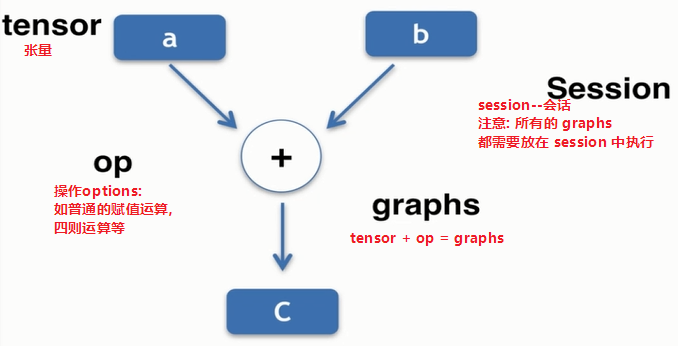 tensor
张量
a
b
Session
session--会话
注意: 所有的 graphs
都需要放在 session 中执行
+
op
操作options:
如普通的赋值运算,
四则运算等
graphs
tensor + op = graphs
C